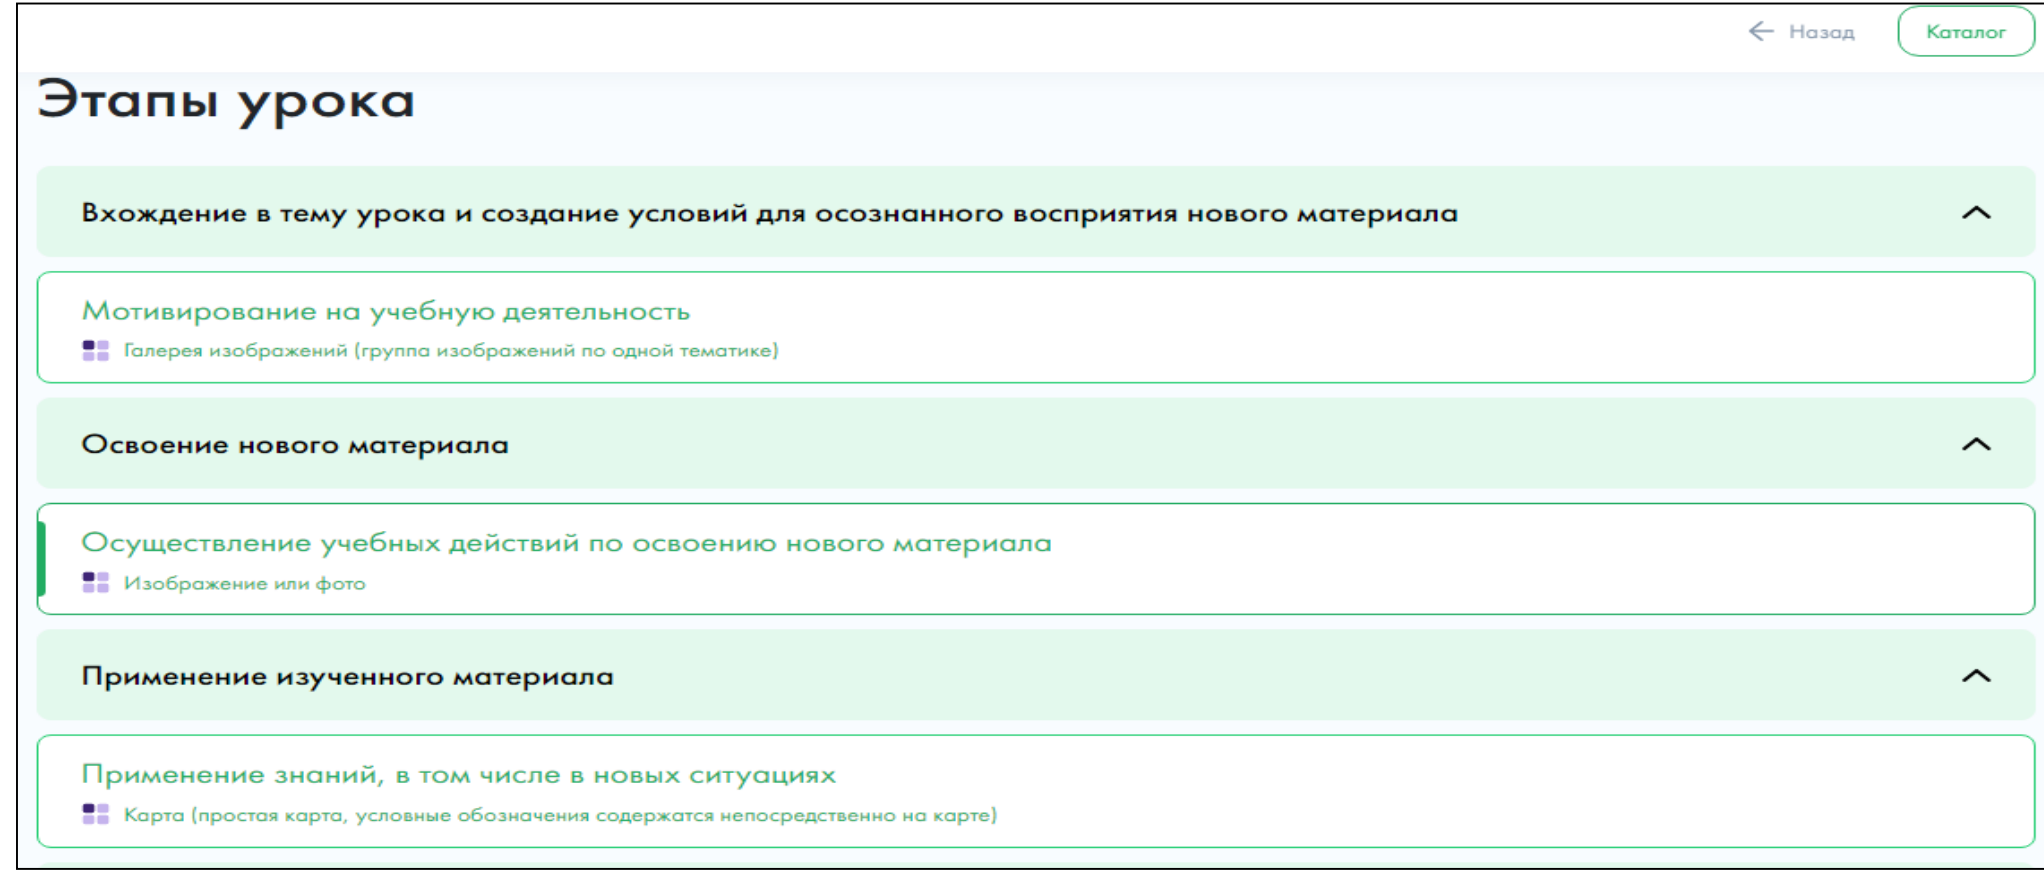 Назад
Каталог
Этапы урока
Вхождение в тему урока и создание условий для осознанного восприятия нового материала
Мотивирование на учебную деятельность
Галерея изображений (группа изображений по одной тематике)
Освоение нового материала
Осуществление учебных действий по освоению нового материала
Изображение или фото
Применение изученного материала
Применение знаний, в том числе в новых ситуациях
Карта (простая карта, условные обозначения содержатся непосредственно на карте)